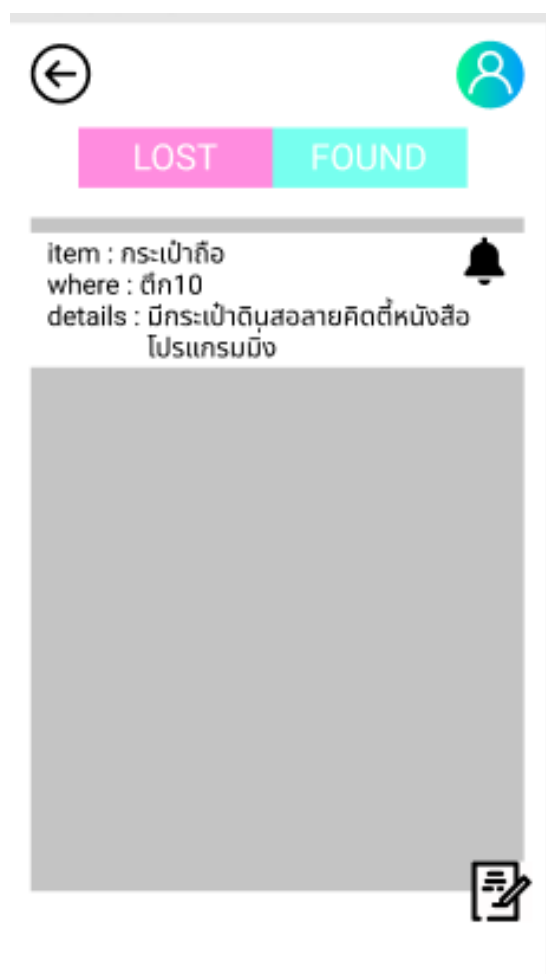 LOST FOUND
item : กระเป๋าถือ
where : ตึก10
details : มีกระเป๋าดินสอลายคิดตี้หนังสือ
โปรแกรมมิ่ง